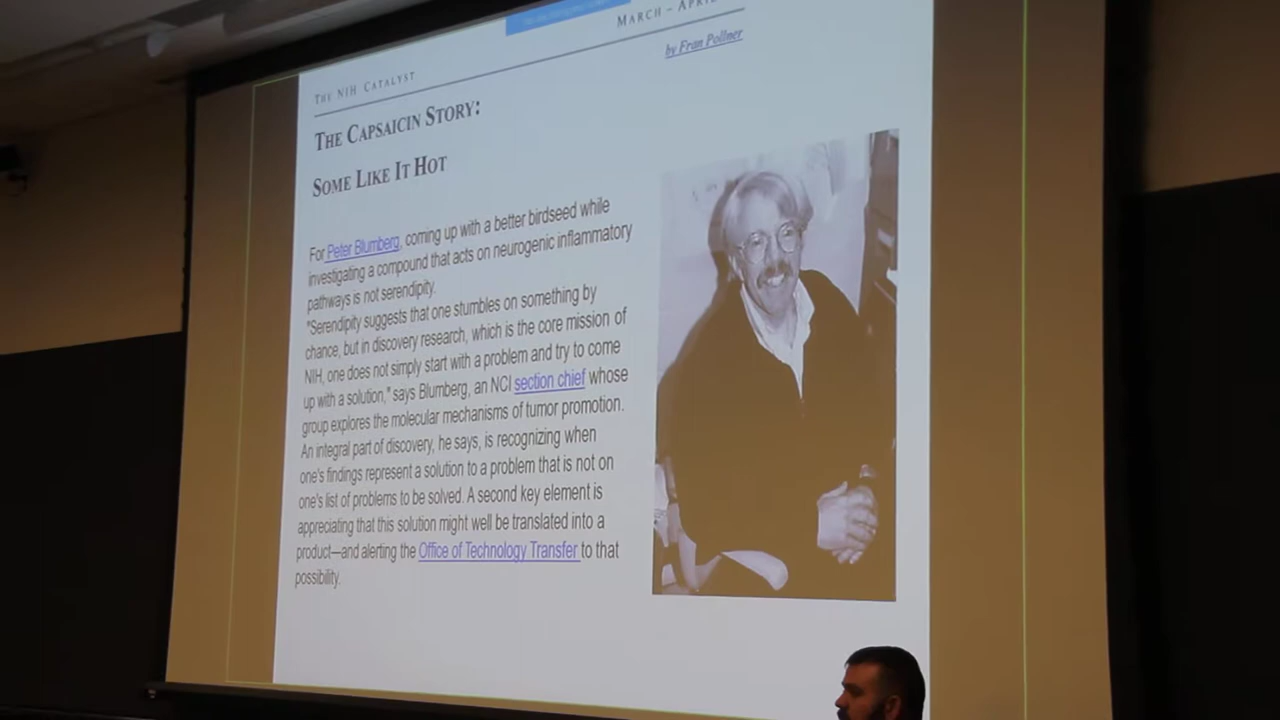 MARCH – APRIL
by Fran Pollner
THE NIH CATALYST
THE CAPSAICIN STORY:
SOME LIKE IT HOT
For Peter Blumberg, coming up with a better birdseed while
investigating a compound that acts on neurogenic inflammatory
pathways is not serendipity.
"Serendipity suggests that one stumbles on something by
chance, but in discovery research, which is the core mission of
NIH, one does not simply start with a problem and try to come
up with a solution," says Blumberg, an NCI section chief whose
group explores the molecular mechanisms of tumor promotion.
An integral part of discovery, he says, is recognizing when
one's findings represent a solution to a problem that is not on
one's list of problems to be solved. A second key element is
appreciating that this solution might well be translated into a
product—and alerting the Office of Technology Transfer to that
possibility.